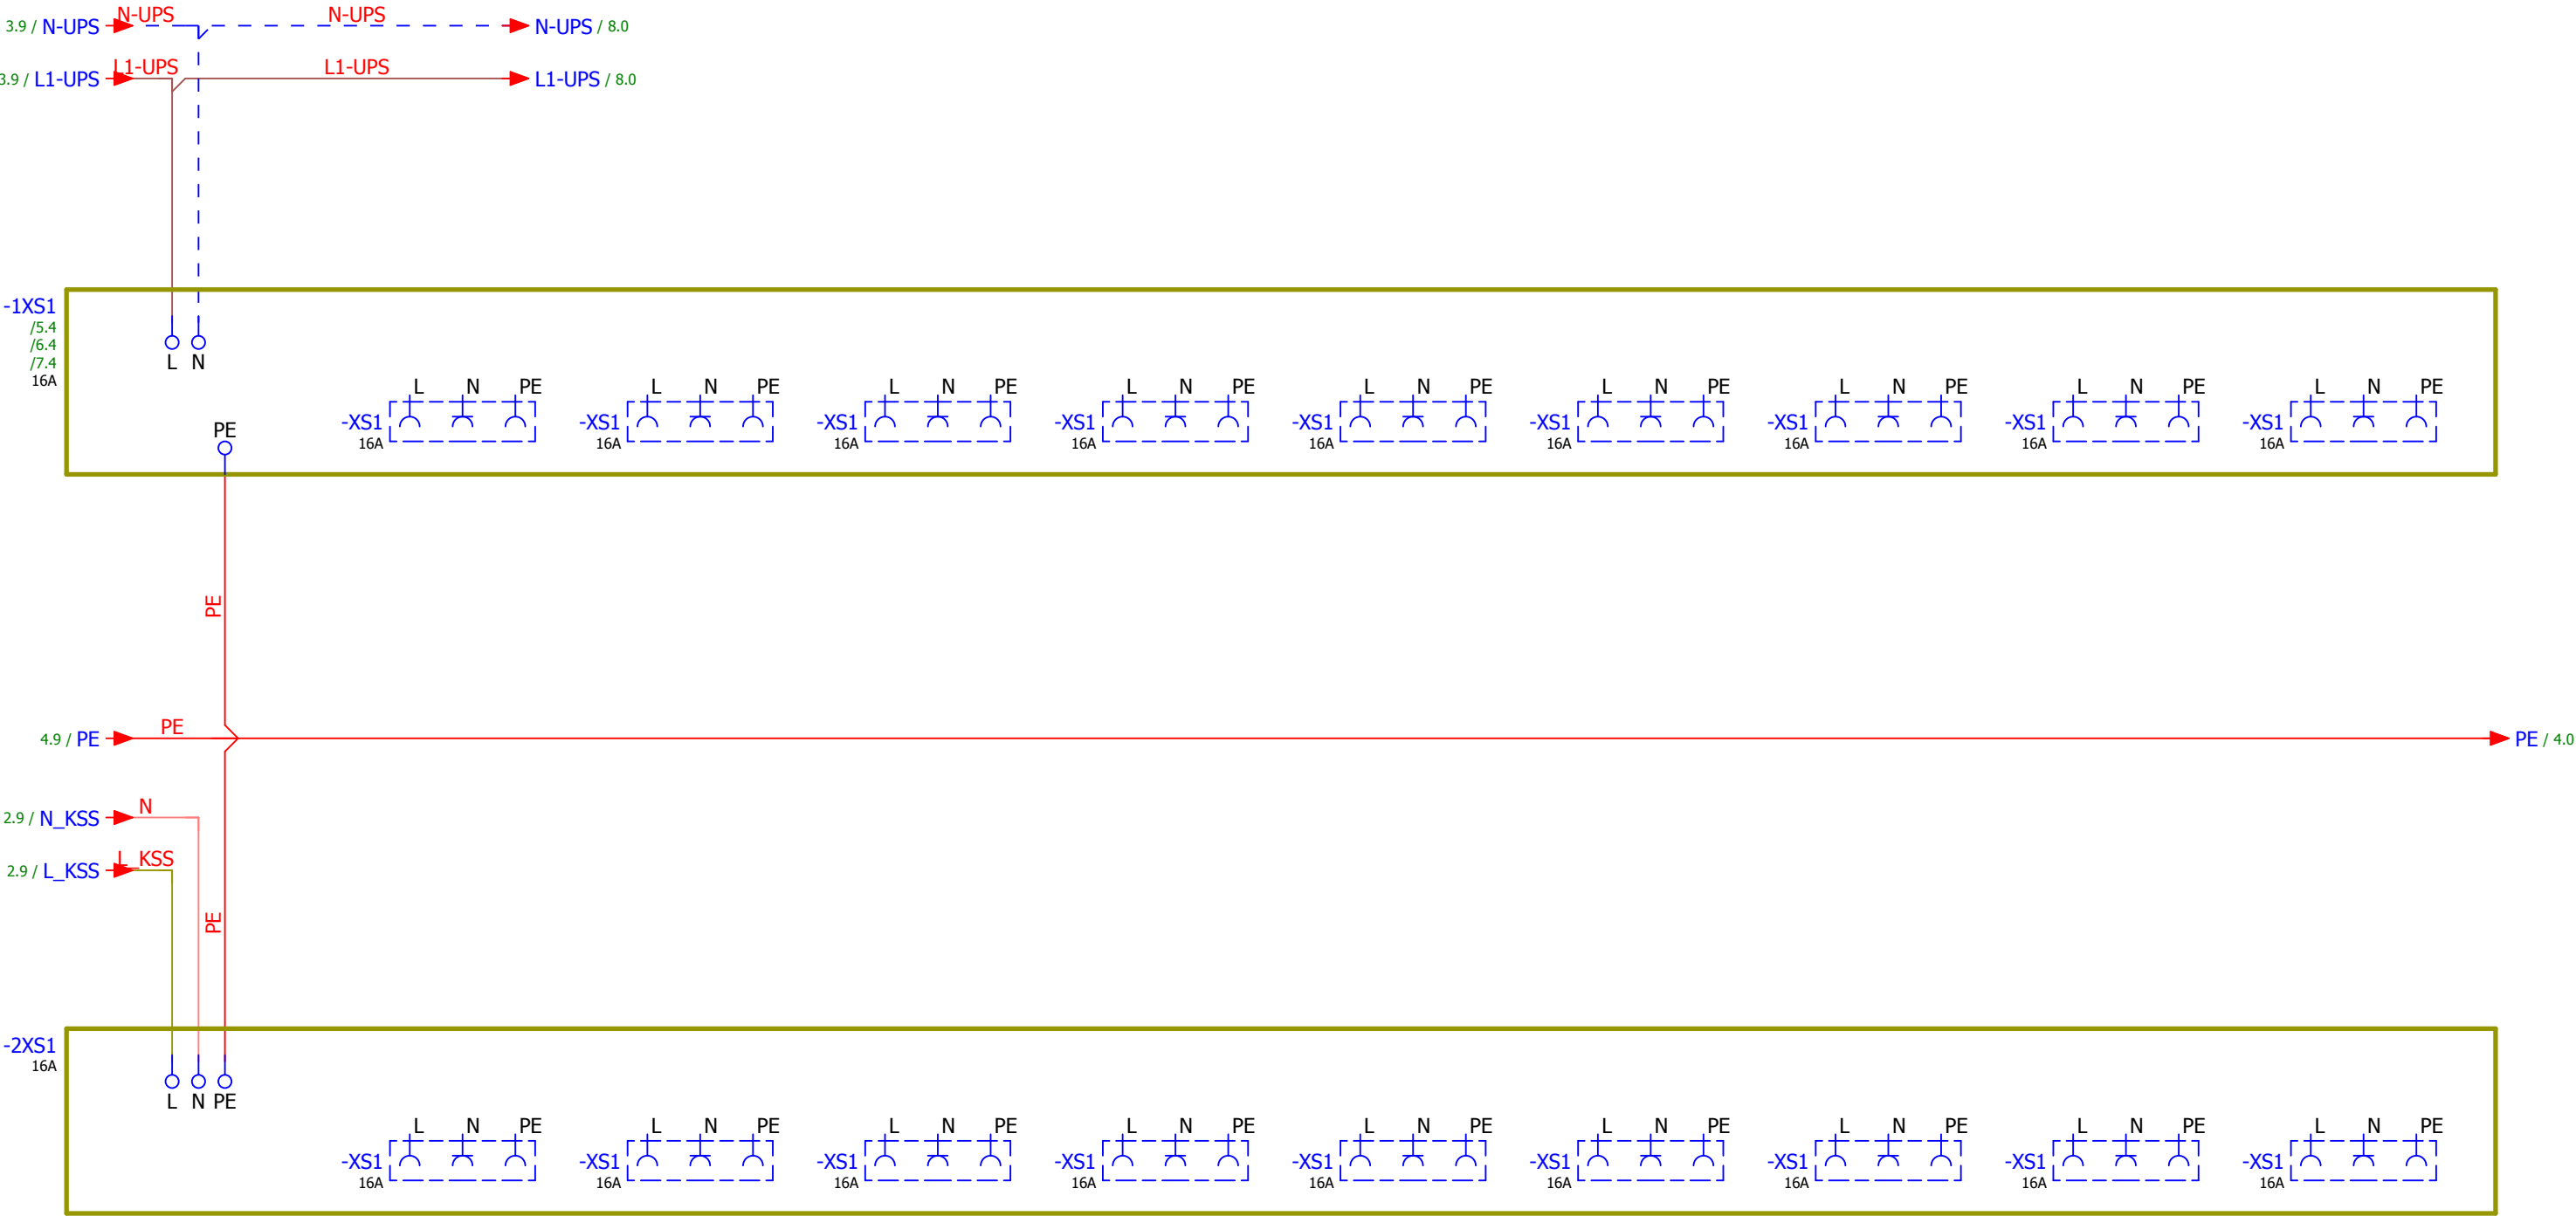 3.9 / N-UPS N-UPS N-UPS N-UPS / 8.0
3.9 / L1-UPS L1-UPS L1-UPS L1-UPS / 8.0
-1XS1
/5.4
/6.4
/7.4
16A
L N
L N PE L N PE L N PE L N PE L N PE L N PE L N PE L N PE L N PE
-XS1 -XS1 -XS1 -XS1 -XS1 -XS1 -XS1 -XS1 -XS1
16A 16A 16A 16A 16A 16A 16A 16A 16A
PE
PE
4.9 / PE PE PE / 4.0
2.9 / N_KSS N
2.9 / L_KSS L_KSS
PE
-2XS1
16A
L N PE
L N PE L N PE L N PE L N PE L N PE L N PE L N PE L N PE L N PE
-XS1 -XS1 -XS1 -XS1 -XS1 -XS1 -XS1 -XS1 -XS1
16A 16A 16A 16A 16A 16A 16A 16A 16A